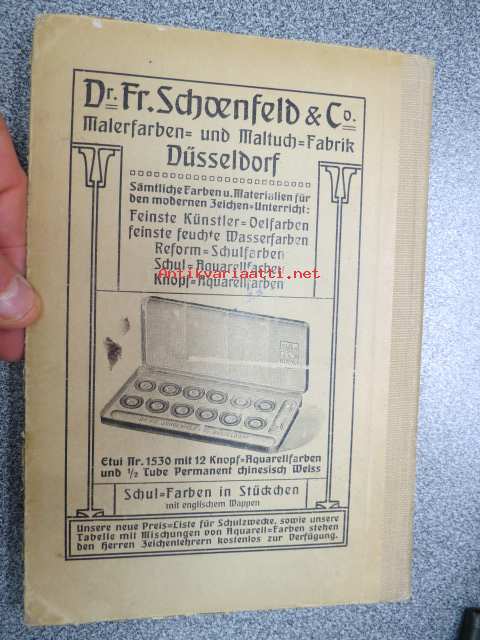 Dr. Fr. Schoenfeld & Co.
Malerfarben= und Maltuch=Fabrik
Düsseldorf
Sämtliche Farben u. Materialien für
den modernen Zeichen=Unterricht:
Feinste Künstler=Oelfarben
feinste feuchte Wasserfarben
Reform=Schulfarben
Schul=Aquarellfarben
Antikvariaatti.net
Knopf=Aquarellfarben
Etui Nr. 1530 mit 12 Knopf=Aquarellfarben
und 1/2 Tube Permanent chinesisch Weiss
Schul=Farben in Stückchen
mit englischem Wappen
Unsere neue Preis=Liste für Schulzwecke, sowie unsere
Tabelle mit Mischungen von Aquarell=Farben stehen
den Herren Zeichenlehrern kostenlos zur Verfügung.